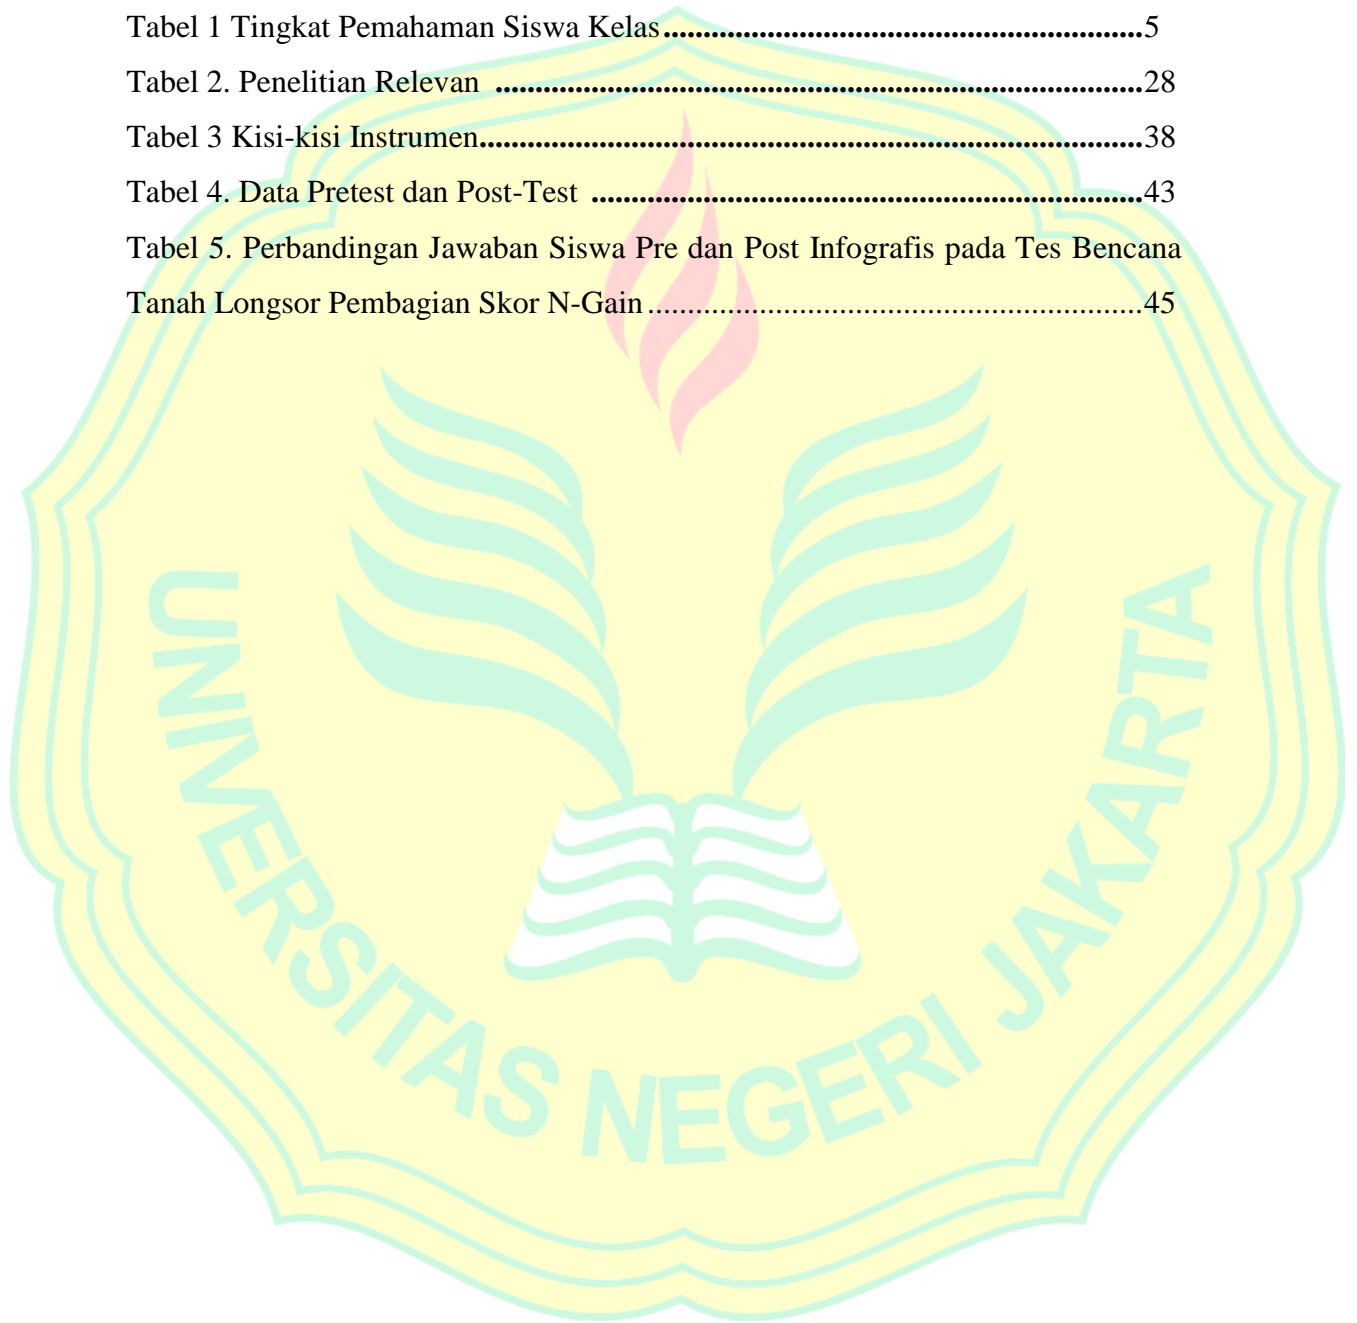 Tabel 1 Tingkat Pemahaman Siswa Kelas.........................................................5
Tabel 2. Penelitian Relevan .............................................................................28
Tabel 3 Kisi-kisi Instrumen...............................................................................38
Tabel 4. Data Pretest dan Post-Test ..................................................................43
Tabel 5. Perbandingan Jawaban Siswa Pre dan Post Infografis pada Tes Bencana
Tanah Longsor Pembagian Skor N-Gain...........................................................45
UNIVERSITAS NEGERI JAKARTA